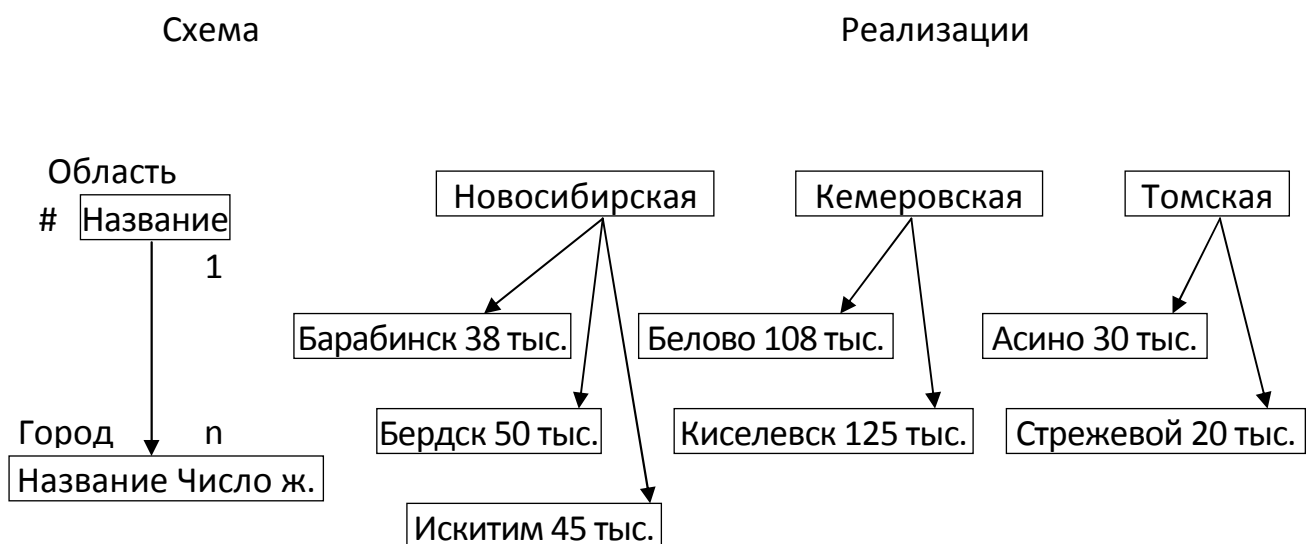 Схема
Реализации
Область
# Название
1
Город n
Название Число ж.
Новосибирская
Барабинск 38 тыс.
Бердск 50 тыс.
Искитим 45 тыс.
Кемеровская
Белово 108 тыс.
Киселевск 125 тыс.
Томская
Асино 30 тыс.
Стрежевой 20 тыс.